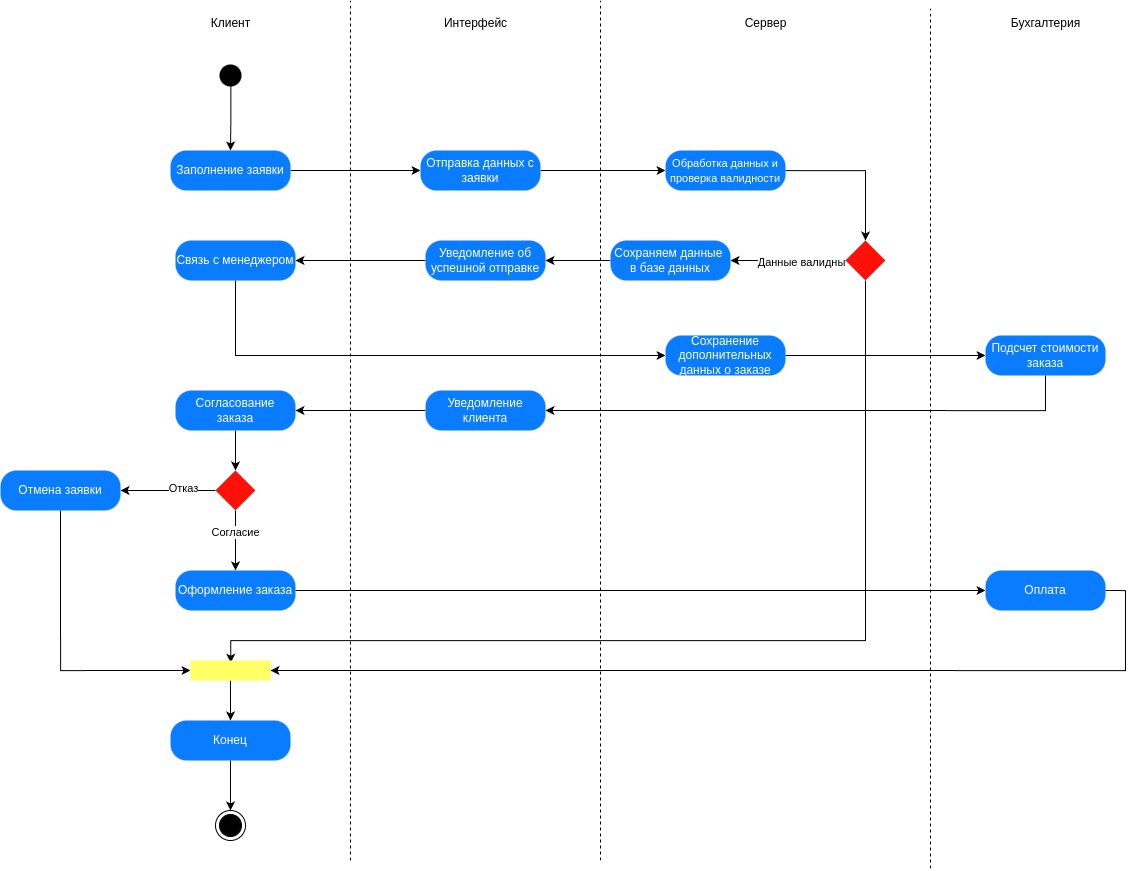 Клиент
Интерфейс
Сервер
Бухгалтерия
Заполнение заявки
Отправка данных с
заявки
Обработка данных и
проверка валидности
Связь с менеджером
Уведомление об
успешной отправке
Сохраняем данные
в базе данных
Данные валидны
Сохранение
дополнительных
данных о заказе
Подсчет стоимости
заказа
Согласование
заказа
Уведомление
клиента
Отмена заявки
Отказ
Согласие
Оформление заказа
Оплата
Конец